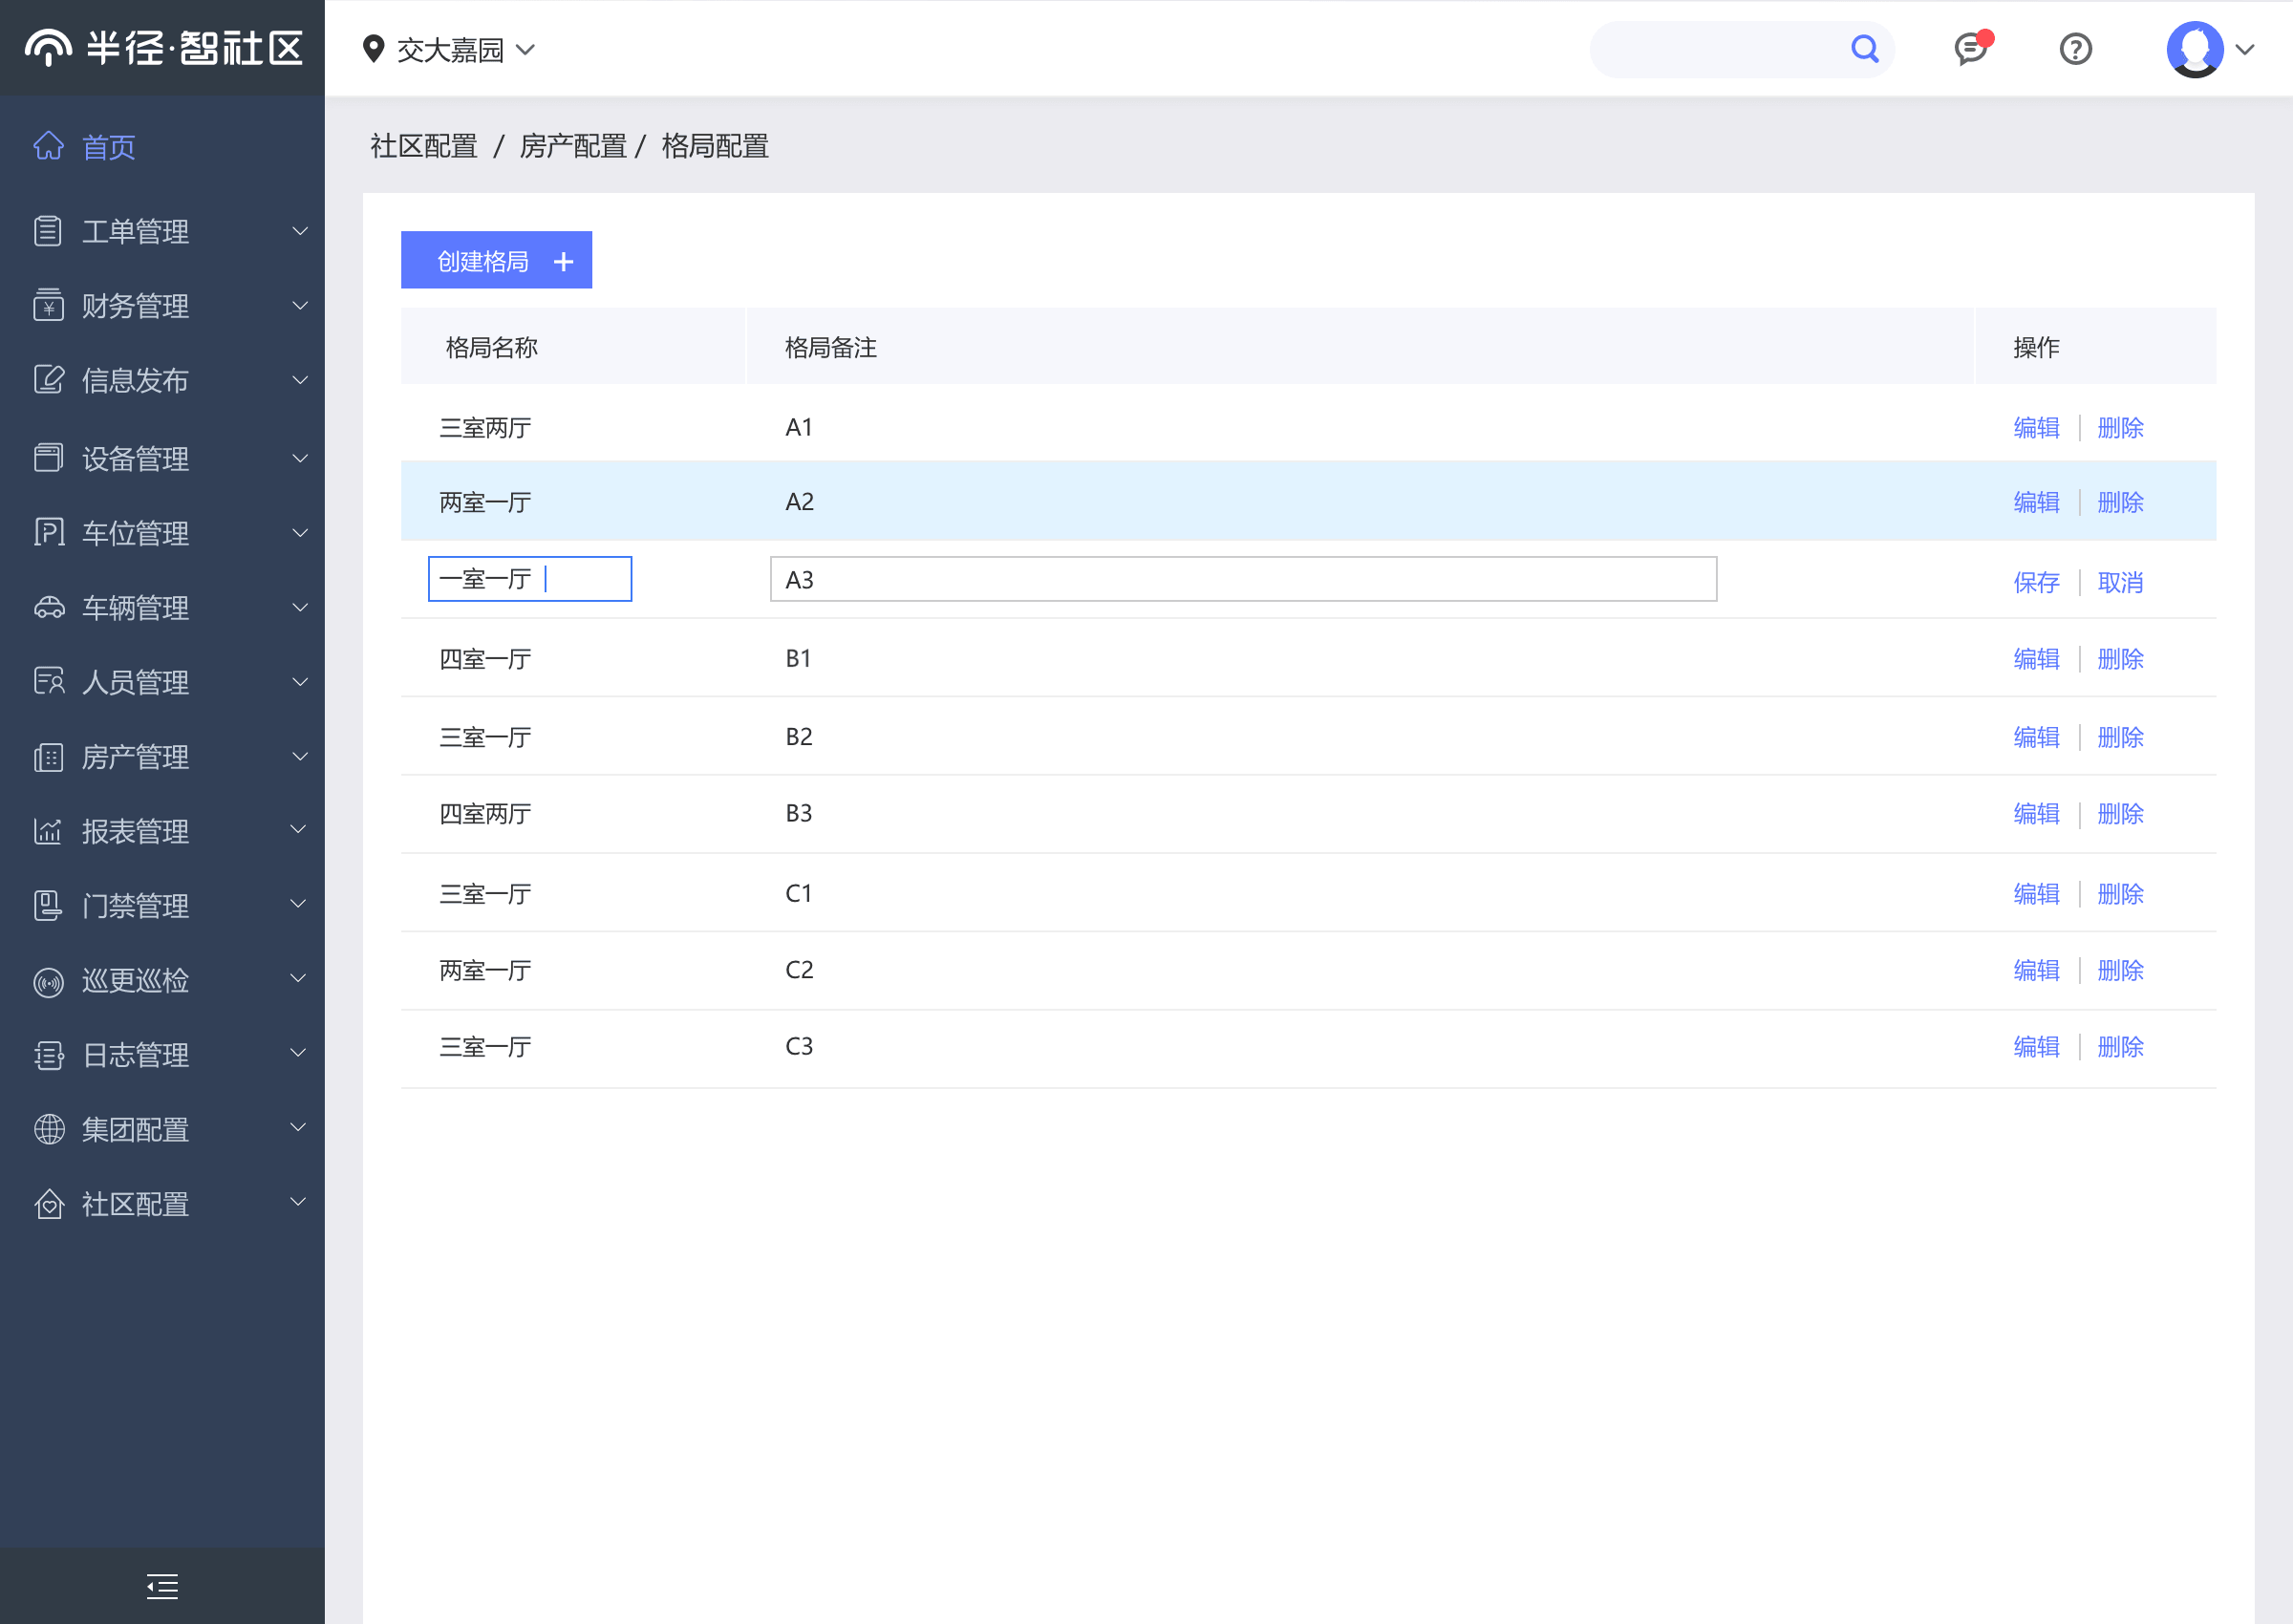 半径·智社区
交大嘉园
首页
工单管理
财务管理
信息发布
设备管理
车位管理
车辆管理
人员管理
房产管理
报表管理
门禁管理
巡更巡检
日志管理
集团配置
社区配置
社区配置 / 房产配置 / 格局配置
创建格局 +
格局名称 格局备注 操作
三室两厅 A1 编辑 删除
两室一厅 A2 编辑 删除
一室一厅 A3 保存 取消
四室一厅 B1 编辑 删除
三室一厅 B2 编辑 删除
四室两厅 B3 编辑 删除
三室一厅 C1 编辑 删除
两室一厅 C2 编辑 删除
三室一厅 C3 编辑 删除